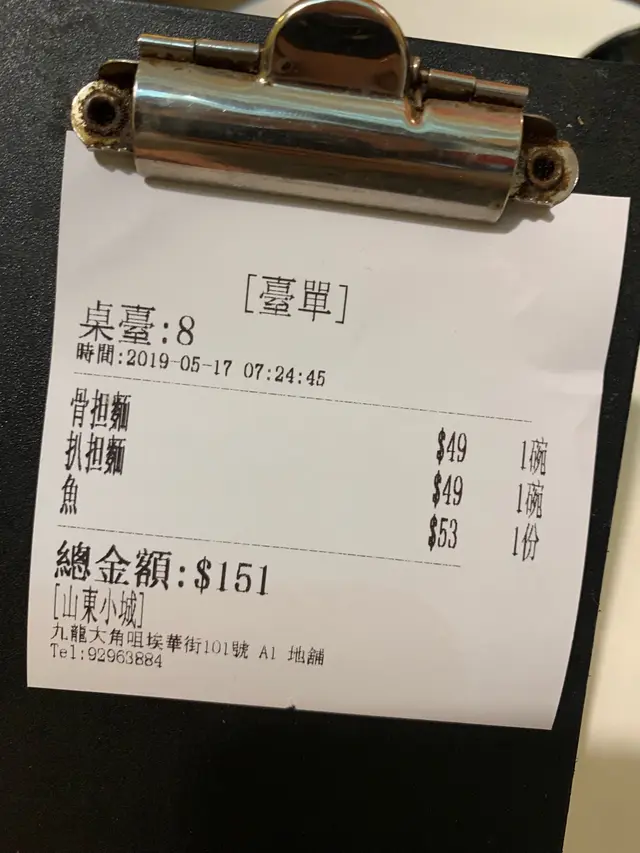 [臺單]
桌臺:8
時間:2019-05-17 07:24:45
骨担麵 $49 1碗
扒担麵 $49 1碗
魚 $53 1份
總金額:$151
[山東小城]
九龍大角咀埃華街101號 A1 地舖
Tel:92963884